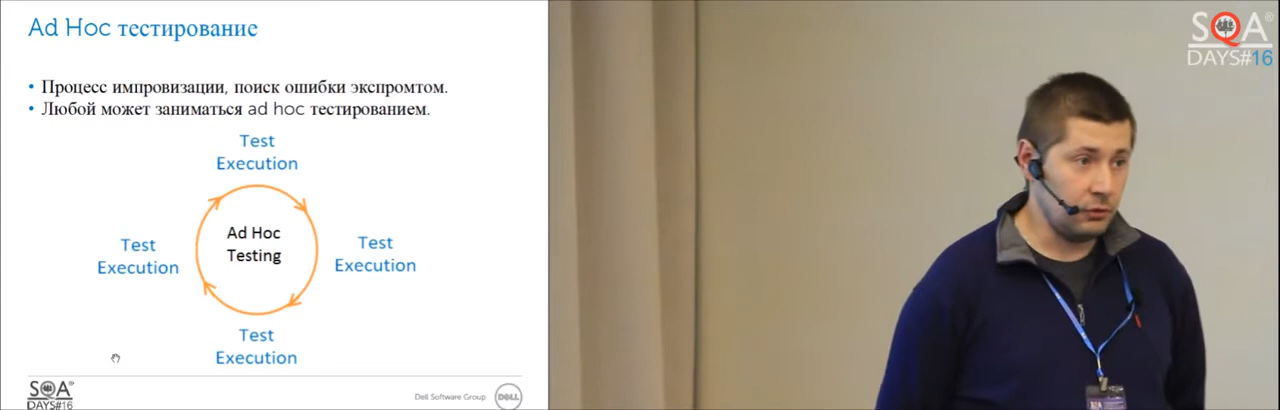 Ad Hoc тестирование
• Процесс импровизации, поиск ошибки экспромтом.
• Любой может заниматься ad hoc тестированием.
Test
Execution
Ad Hoc
Testing
Test
Execution
Test
Execution
Test
Execution
SQA®
DAYS#16
Dell Software Group
DELL
SQA®
DAYS#16